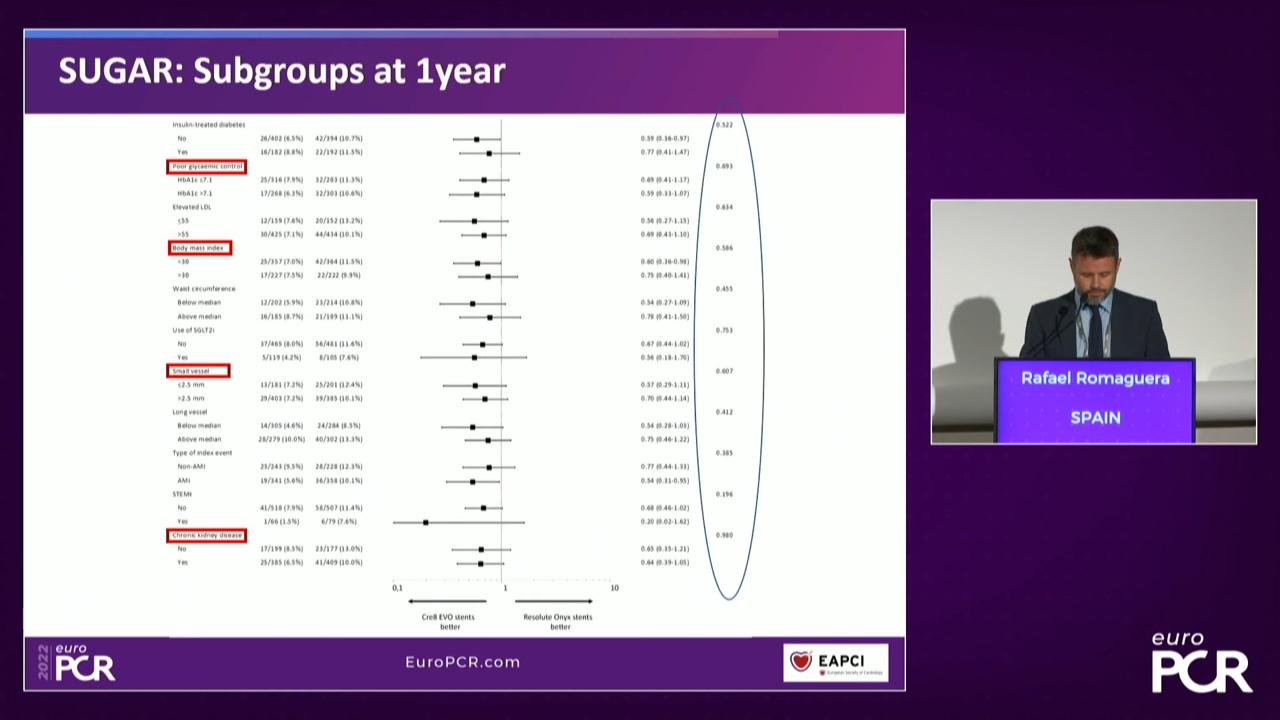 SUGAR: Subgroups at 1year
Insulin-treated diabetes 0.522
No 26/402 (6.5%) 42/394 (10.7%) 0.59 (0.36-0.97)
Yes 16/182 (8.8%) 22/192 (11.5%) 0.77 (0.41-1.47)
Poor glycaemic control 0.693
HbA1c ≤7.1 25/316 (7.9%) 32/283 (11.3%) 0.69 (0.41-1.17)
HbA1c >7.1 17/268 (6.3%) 32/303 (10.6%) 0.59 (0.33-1.07)
Elevated LDL 0.634
≤55 12/159 (7.6%) 20/152 (13.2%) 0.56 (0.27-1.15)
>55 30/425 (7.1%) 44/434 (10.1%) 0.69 (0.43-1.10)
Body mass index 0.586
<30 25/357 (7.0%) 42/364 (11.5%) 0.60 (0.36-0.98)
>30 17/227 (7.5%) 22/222 (9.9%) 0.75 (0.40-1.41)
Waist circumference 0.455
Below median 12/202 (5.9%) 23/214 (10.8%) 0.54 (0.27-1.09)
Above median 16/185 (8.7%) 21/189 (11.1%) 0.78 (0.41-1.50)
Use of SGLT2i 0.753
No 37/465 (8.0%) 56/481 (11.6%) 0.67 (0.44-1.02)
Yes 5/119 (4.2%) 8/105 (7.6%) 0.56 (0.18-1.70)
Small vessel 0.607
≤2.5 mm 13/181 (7.2%) 25/201 (12.4%) 0.57 (0.29-1.11)
>2.5 mm 29/403 (7.2%) 39/385 (10.1%) 0.70 (0.44-1.14)
Long vessel 0.412
Below median 14/305 (4.6%) 24/284 (8.5%) 0.54 (0.28-1.03)
Above median 28/279 (10.0%) 40/302 (13.3%) 0.75 (0.46-1.22)
Type of index event 0.385
Non-AMI 23/243 (9.5%) 28/228 (12.3%) 0.77 (0.44-1.33)
AMI 19/341 (5.6%) 36/358 (10.1%) 0.54 (0.31-0.95)
STEMI 0.196
No 41/518 (7.9%) 58/507 (11.4%) 0.68 (0.46-1.02)
Yes 1/66 (1.5%) 6/79 (7.6%) 0.20 (0.02-1.62)
Chronic kidney disease 0.980
No 17/199 (8.5%) 23/177 (13.0%) 0.65 (0.35-1.21)
Yes 25/385 (6.5%) 41/409 (10.0%) 0.64 (0.39-1.05)
0,1 1 10
Cre8 EVO stents
better
Resolute Onyx stents
better
2022 euro
PCR
EuroPCR.com
EAPCI
European Society of Cardiology
Rafael Romaguera
SPAIN
euro
PCR